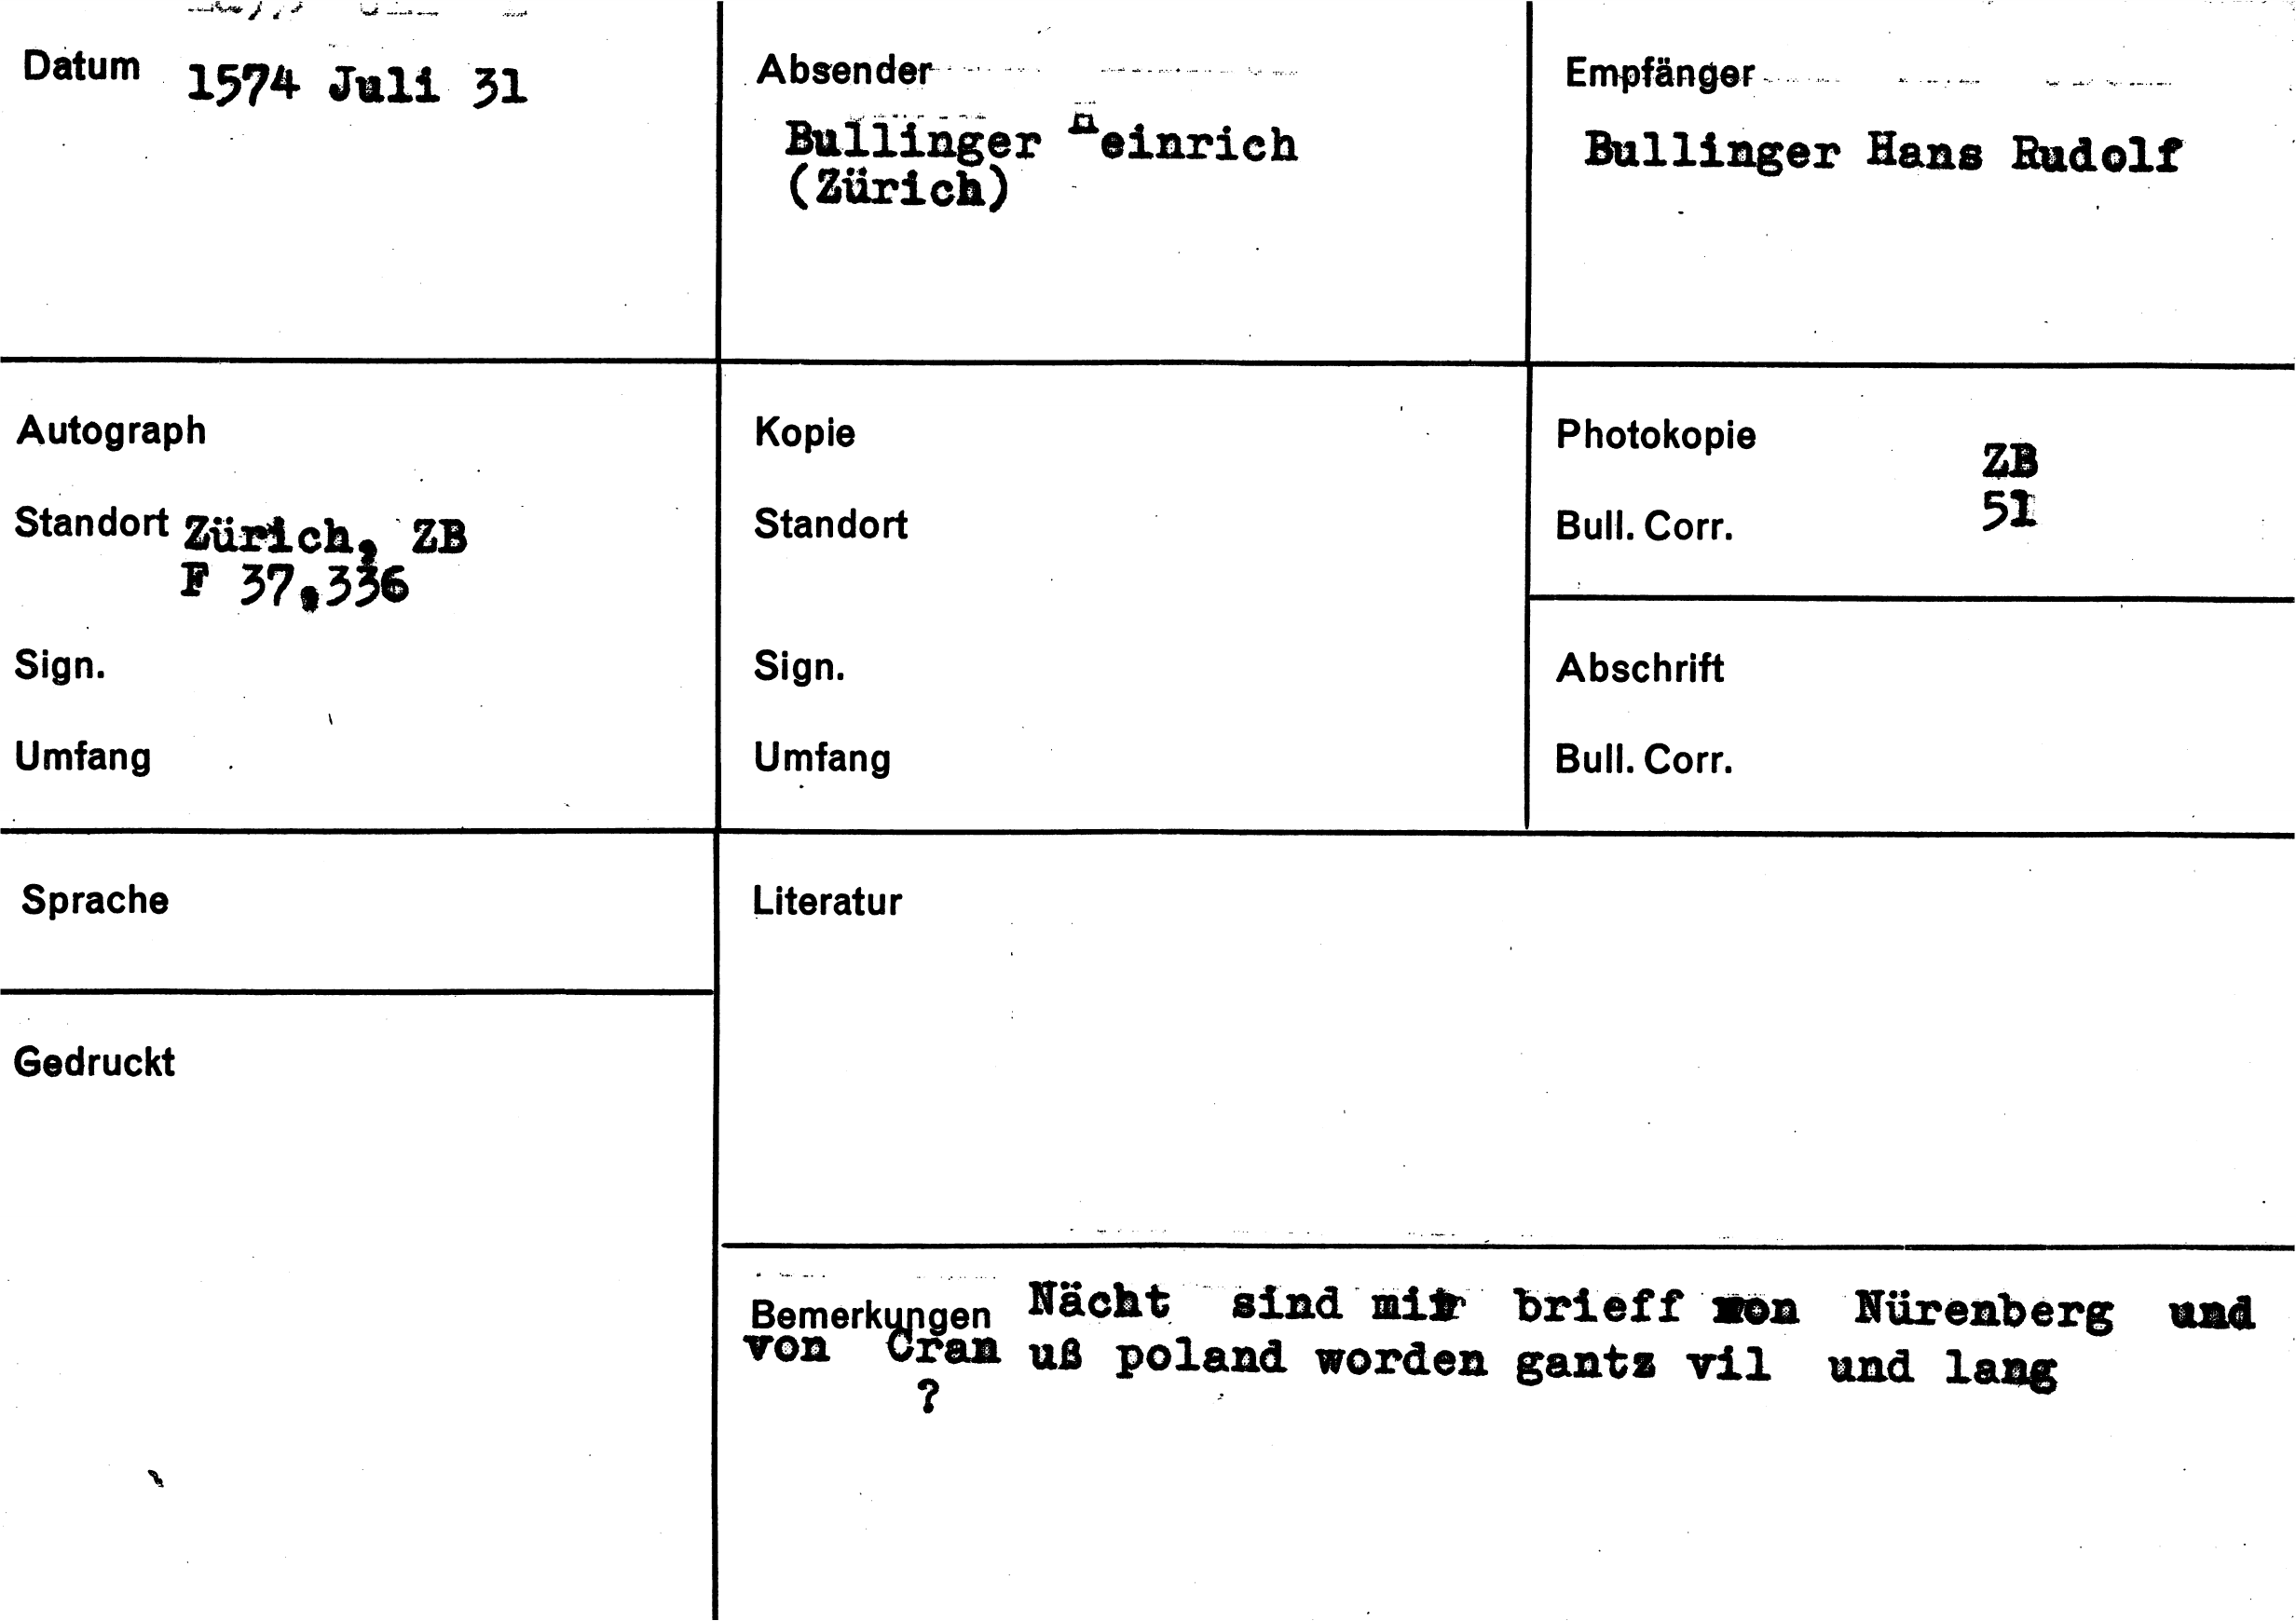 Datum 1574 Juli 31
Absender
Bullinger Heinrich
(Zürich)
Empfänger
Bullinger Hans Rudolf
Autograph
Standort Zürich, ZB
F 37,336
Sign.
Umfang
Kopie
Standort
Sign.
Umfang
Photokopie ZB
Bull. Corr. 51
Abschrift
Bull. Corr.
Sprache
Gedruckt
Literatur
Bemerkungen Nächt sind mir brieff von Nürenberg und
von Cran uß poland worden gantz vil und lang
?